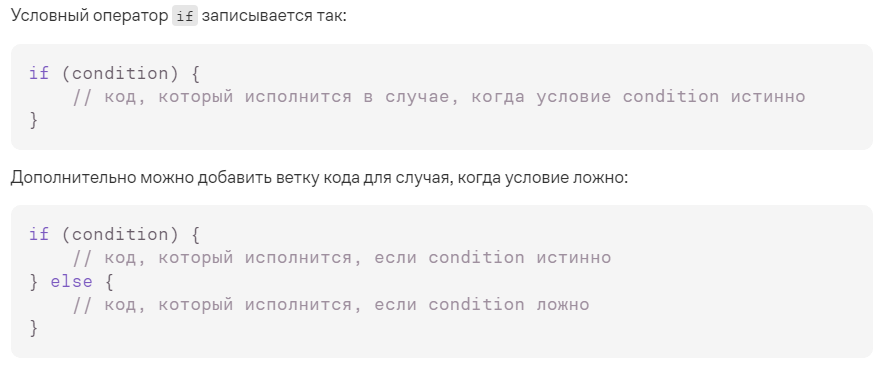 Условный оператор if записывается так:
if (condition) {
    // код, который исполнится в случае, когда условие condition истинно
}
Дополнительно можно добавить ветку кода для случая, когда условие ложно:
if (condition) {
    // код, который исполнится, если condition истинно
} else {
    // код, который исполнится, если condition ложно
}